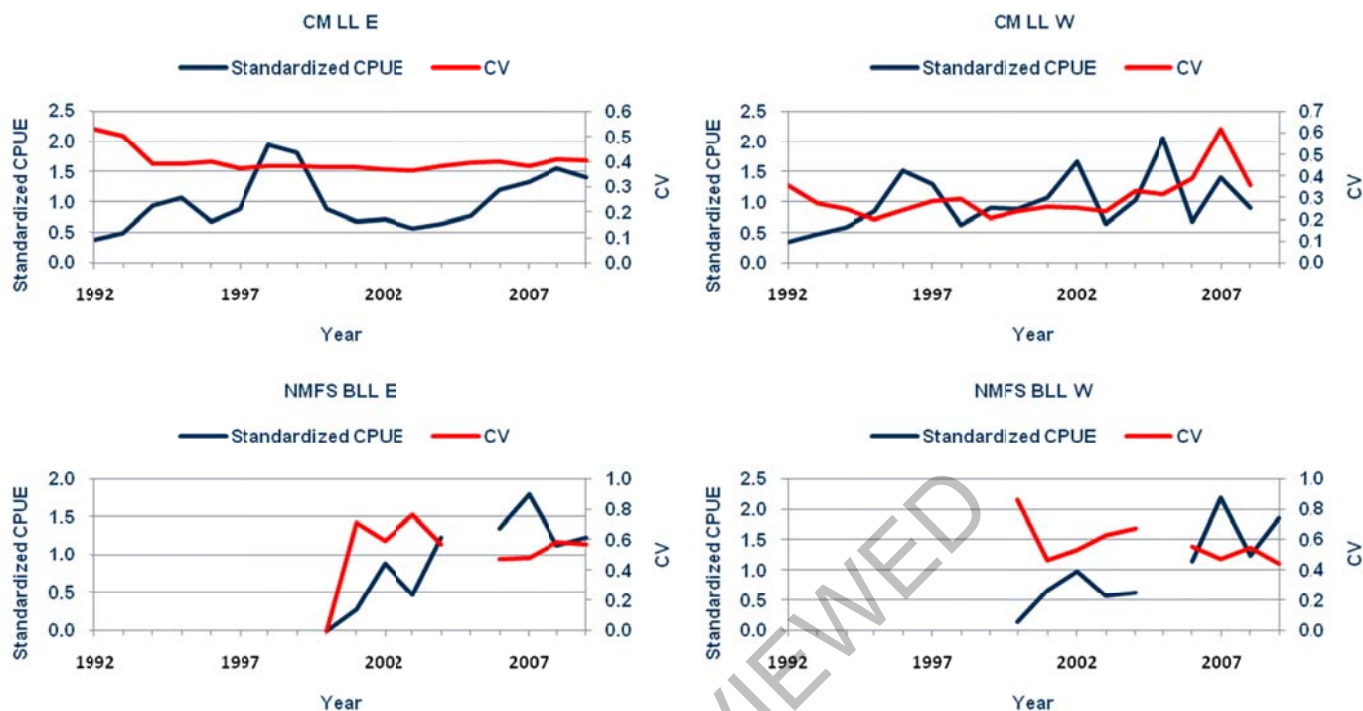 CM LL E
Standardized CPUE CV
Standardized CPUE
2.5
2.0
1.5
1.0
0.5
0.0
0.6
0.5
0.4
0.3
0.2
0.1
0.0
CV
1992 1997 2002 2007
Year
CM LL W
Standardized CPUE CV
Standardized CPUE
2.5
2.0
1.5
1.0
0.5
0.0
0.7
0.6
0.5
0.4
0.3
0.2
0.1
0.0
CV
1992 1997 2002 2007
Year
NMFS BLL E
Standardized CPUE CV
Standardized CPUE
2.0
1.5
1.0
0.5
0.0
1.0
0.8
0.6
0.4
0.2
0.0
CV
1992 1997 2002 2007
Year
NMFS BLL W
Standardized CPUE CV
Standardized CPUE
2.5
2.0
1.5
1.0
0.5
0.0
1.0
0.8
0.6
0.4
0.2
0.0
CV
1992 1997 2002 2007
Year
VIEWED